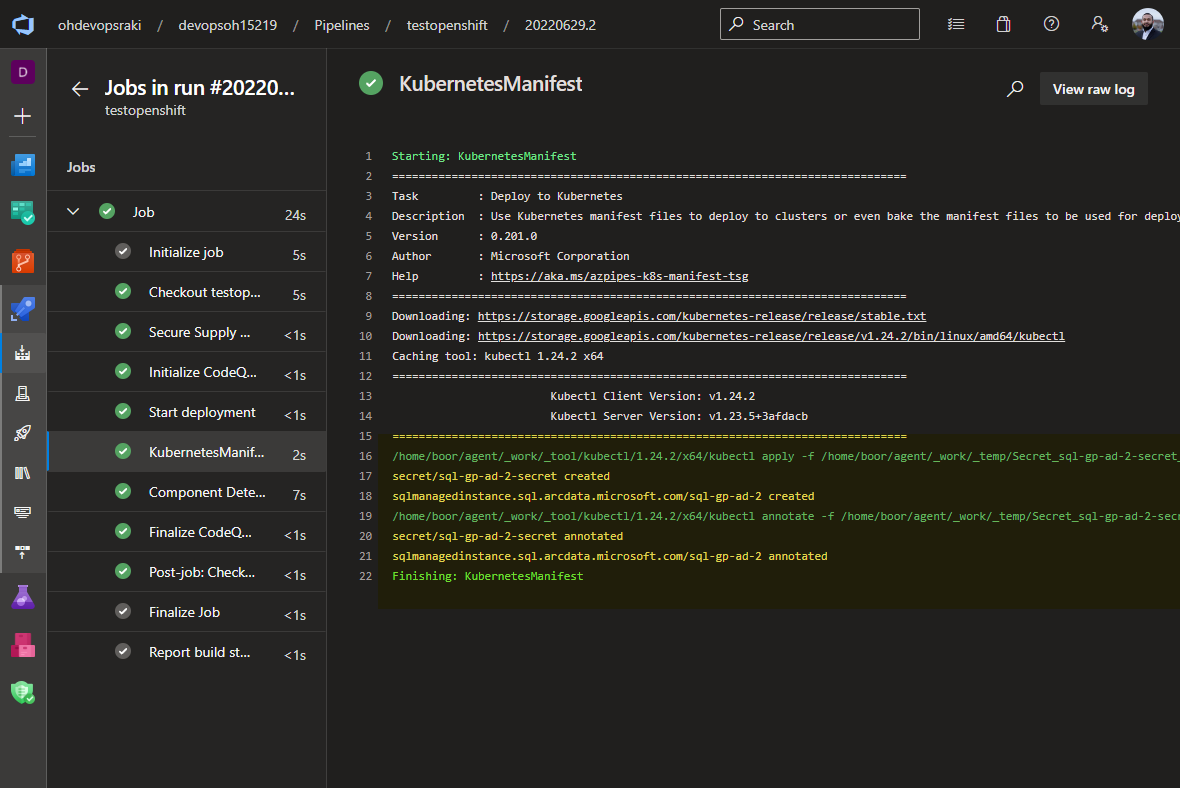 ohdevopsraki / devopsoh15219 / Pipelines / testopenshift / 20220629.2
Search
D
Jobs in run #20220...
testopenshift
Jobs
Job 24s
Initialize job 5s
Checkout testop... 5s
Secure Supply ... <1s
Initialize CodeQ... <1s
Start deployment <1s
KubernetesManif... 2s
Component Dete... 7s
Finalize CodeQ... <1s
Post-job: Check... <1s
Finalize Job <1s
Report build st... <1s
KubernetesManifest
View raw log
1 Starting: KubernetesManifest
2 ==============================================================================
3 Task : Deploy to Kubernetes
4 Description : Use Kubernetes manifest files to deploy to clusters or even bake the manifest files to be used for deploy
5 Version : 0.201.0
6 Author : Microsoft Corporation
7 Help : https://aka.ms/azpipes-k8s-manifest-tsg
8 ==============================================================================
9 Downloading: https://storage.googleapis.com/kubernetes-release/release/stable.txt
10 Downloading: https://storage.googleapis.com/kubernetes-release/release/v1.24.2/bin/linux/amd64/kubectl
11 Caching tool: kubectl 1.24.2 x64
12 ==============================================================================
13 Kubectl Client Version: v1.24.2
14 Kubectl Server Version: v1.23.5+3afdacb
15 ==============================================================================
16 /home/boor/agent/_work/_tool/kubectl/1.24.2/x64/kubectl apply -f /home/boor/agent/_work/_temp/Secret_sql-gp-ad-2-secret_
17 secret/sql-gp-ad-2-secret created
18 sqlmanagedinstance.sql.arcdata.microsoft.com/sql-gp-ad-2 created
19 /home/boor/agent/_work/_tool/kubectl/1.24.2/x64/kubectl annotate -f /home/boor/agent/_work/_temp/Secret_sql-gp-ad-2-secr
20 secret/sql-gp-ad-2-secret annotated
21 sqlmanagedinstance.sql.arcdata.microsoft.com/sql-gp-ad-2 annotated
22 Finishing: KubernetesManifest